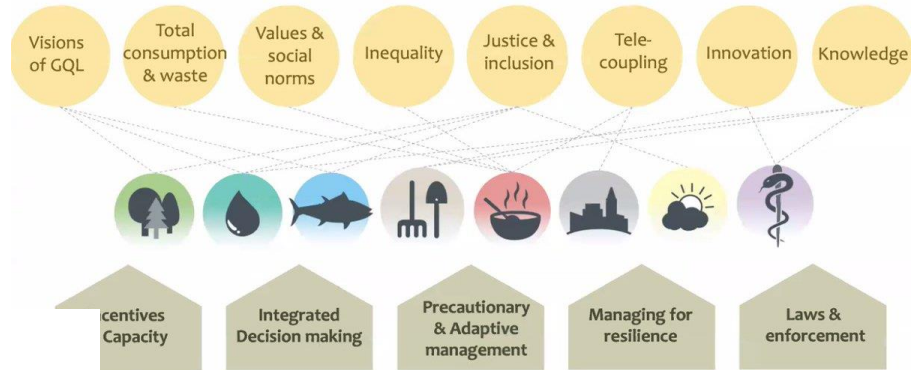 Visions
of GQL
Total
consumption
& waste
Values &
social
norms
Inequality
Justice &
inclusion
Tele-
coupling
Innovation
Knowledge
centives
Capacity
Integrated
Decision making
Precautionary
& Adaptive
management
Managing for
resilience
Laws &
enforcement